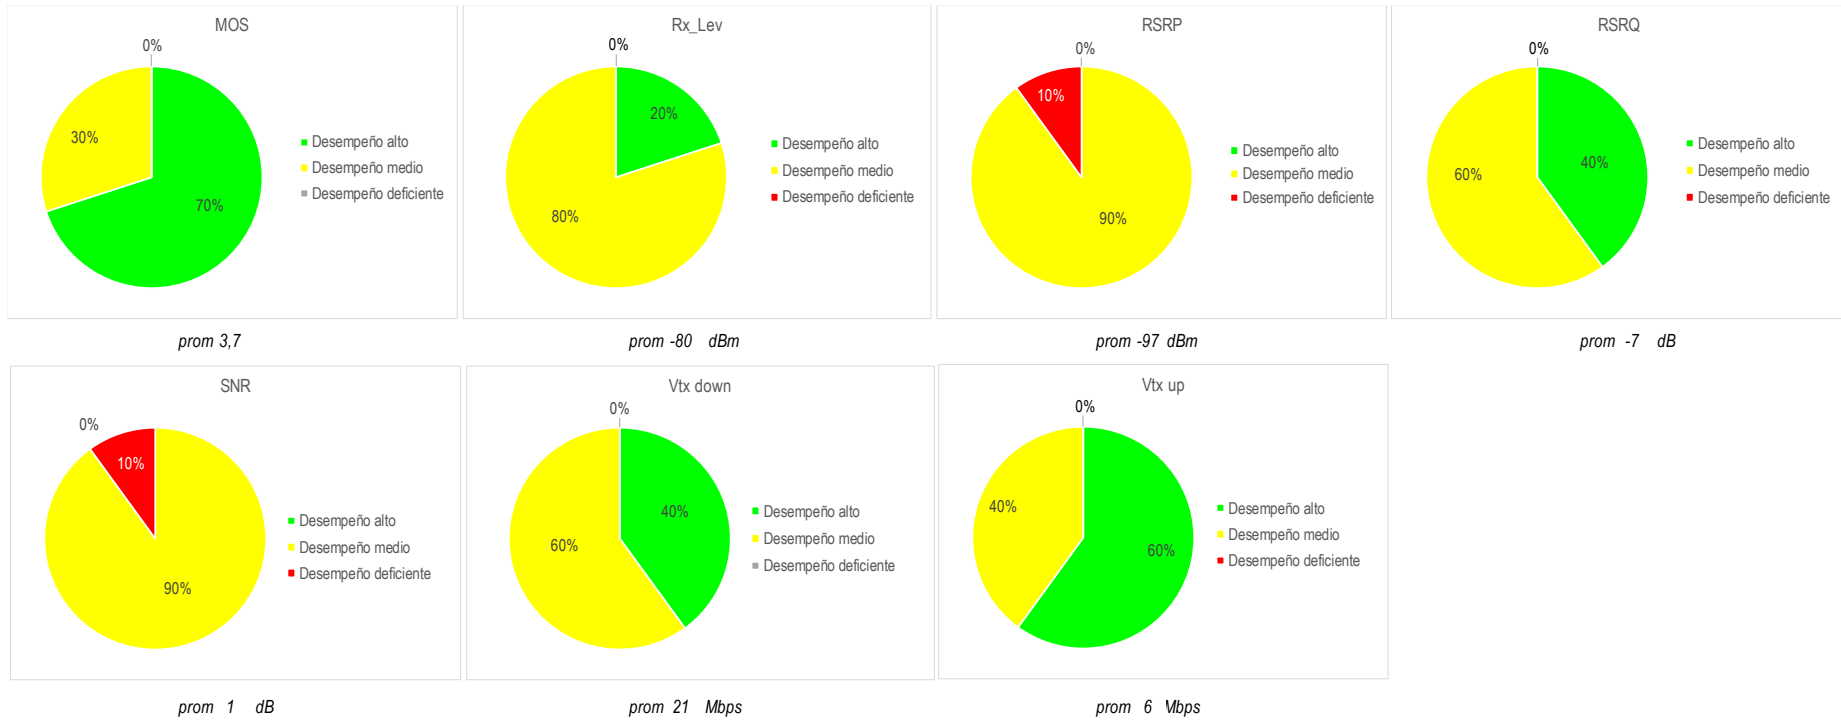 MOS
0%
30%
70%
Desempeño alto
Desempeño medio
Desempeño deficiente
prom 3,7
Rx_Lev
0%
20%
80%
Desempeño alto
Desempeño medio
Desempeño deficiente
prom -80 dBm
RSRP
0%
10%
90%
Desempeño alto
Desempeño medio
Desempeño deficiente
prom -97 dBm
RSRQ
0%
40%
60%
Desempeño alto
Desempeño medio
Desempeño deficiente
prom -7 dB
SNR
0%
10%
90%
Desempeño alto
Desempeño medio
Desempeño deficiente
prom 1 dB
Vtx down
0%
40%
60%
Desempeño alto
Desempeño medio
Desempeño deficiente
prom 21 Mbps
Vtx up
0%
40%
60%
Desempeño alto
Desempeño medio
Desempeño deficiente
prom 6 Mbps